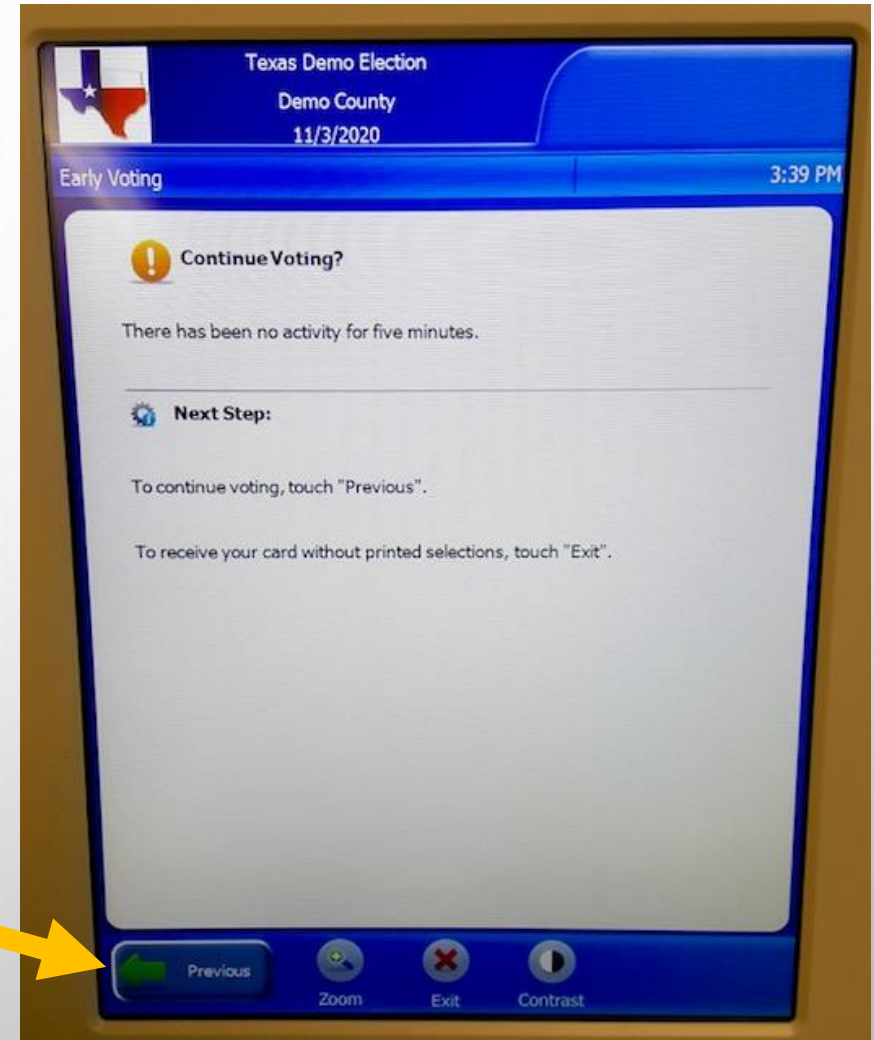 Texas Demo Election
Demo County
11/3/2020
Early Voting
3:39 PM
Continue Voting?
There has been no activity for five minutes.
Next Step:
To continue voting, touch "Previous".
To receive your card without printed selections, touch "Exit".
Previous
Zoom
Exit
Contrast